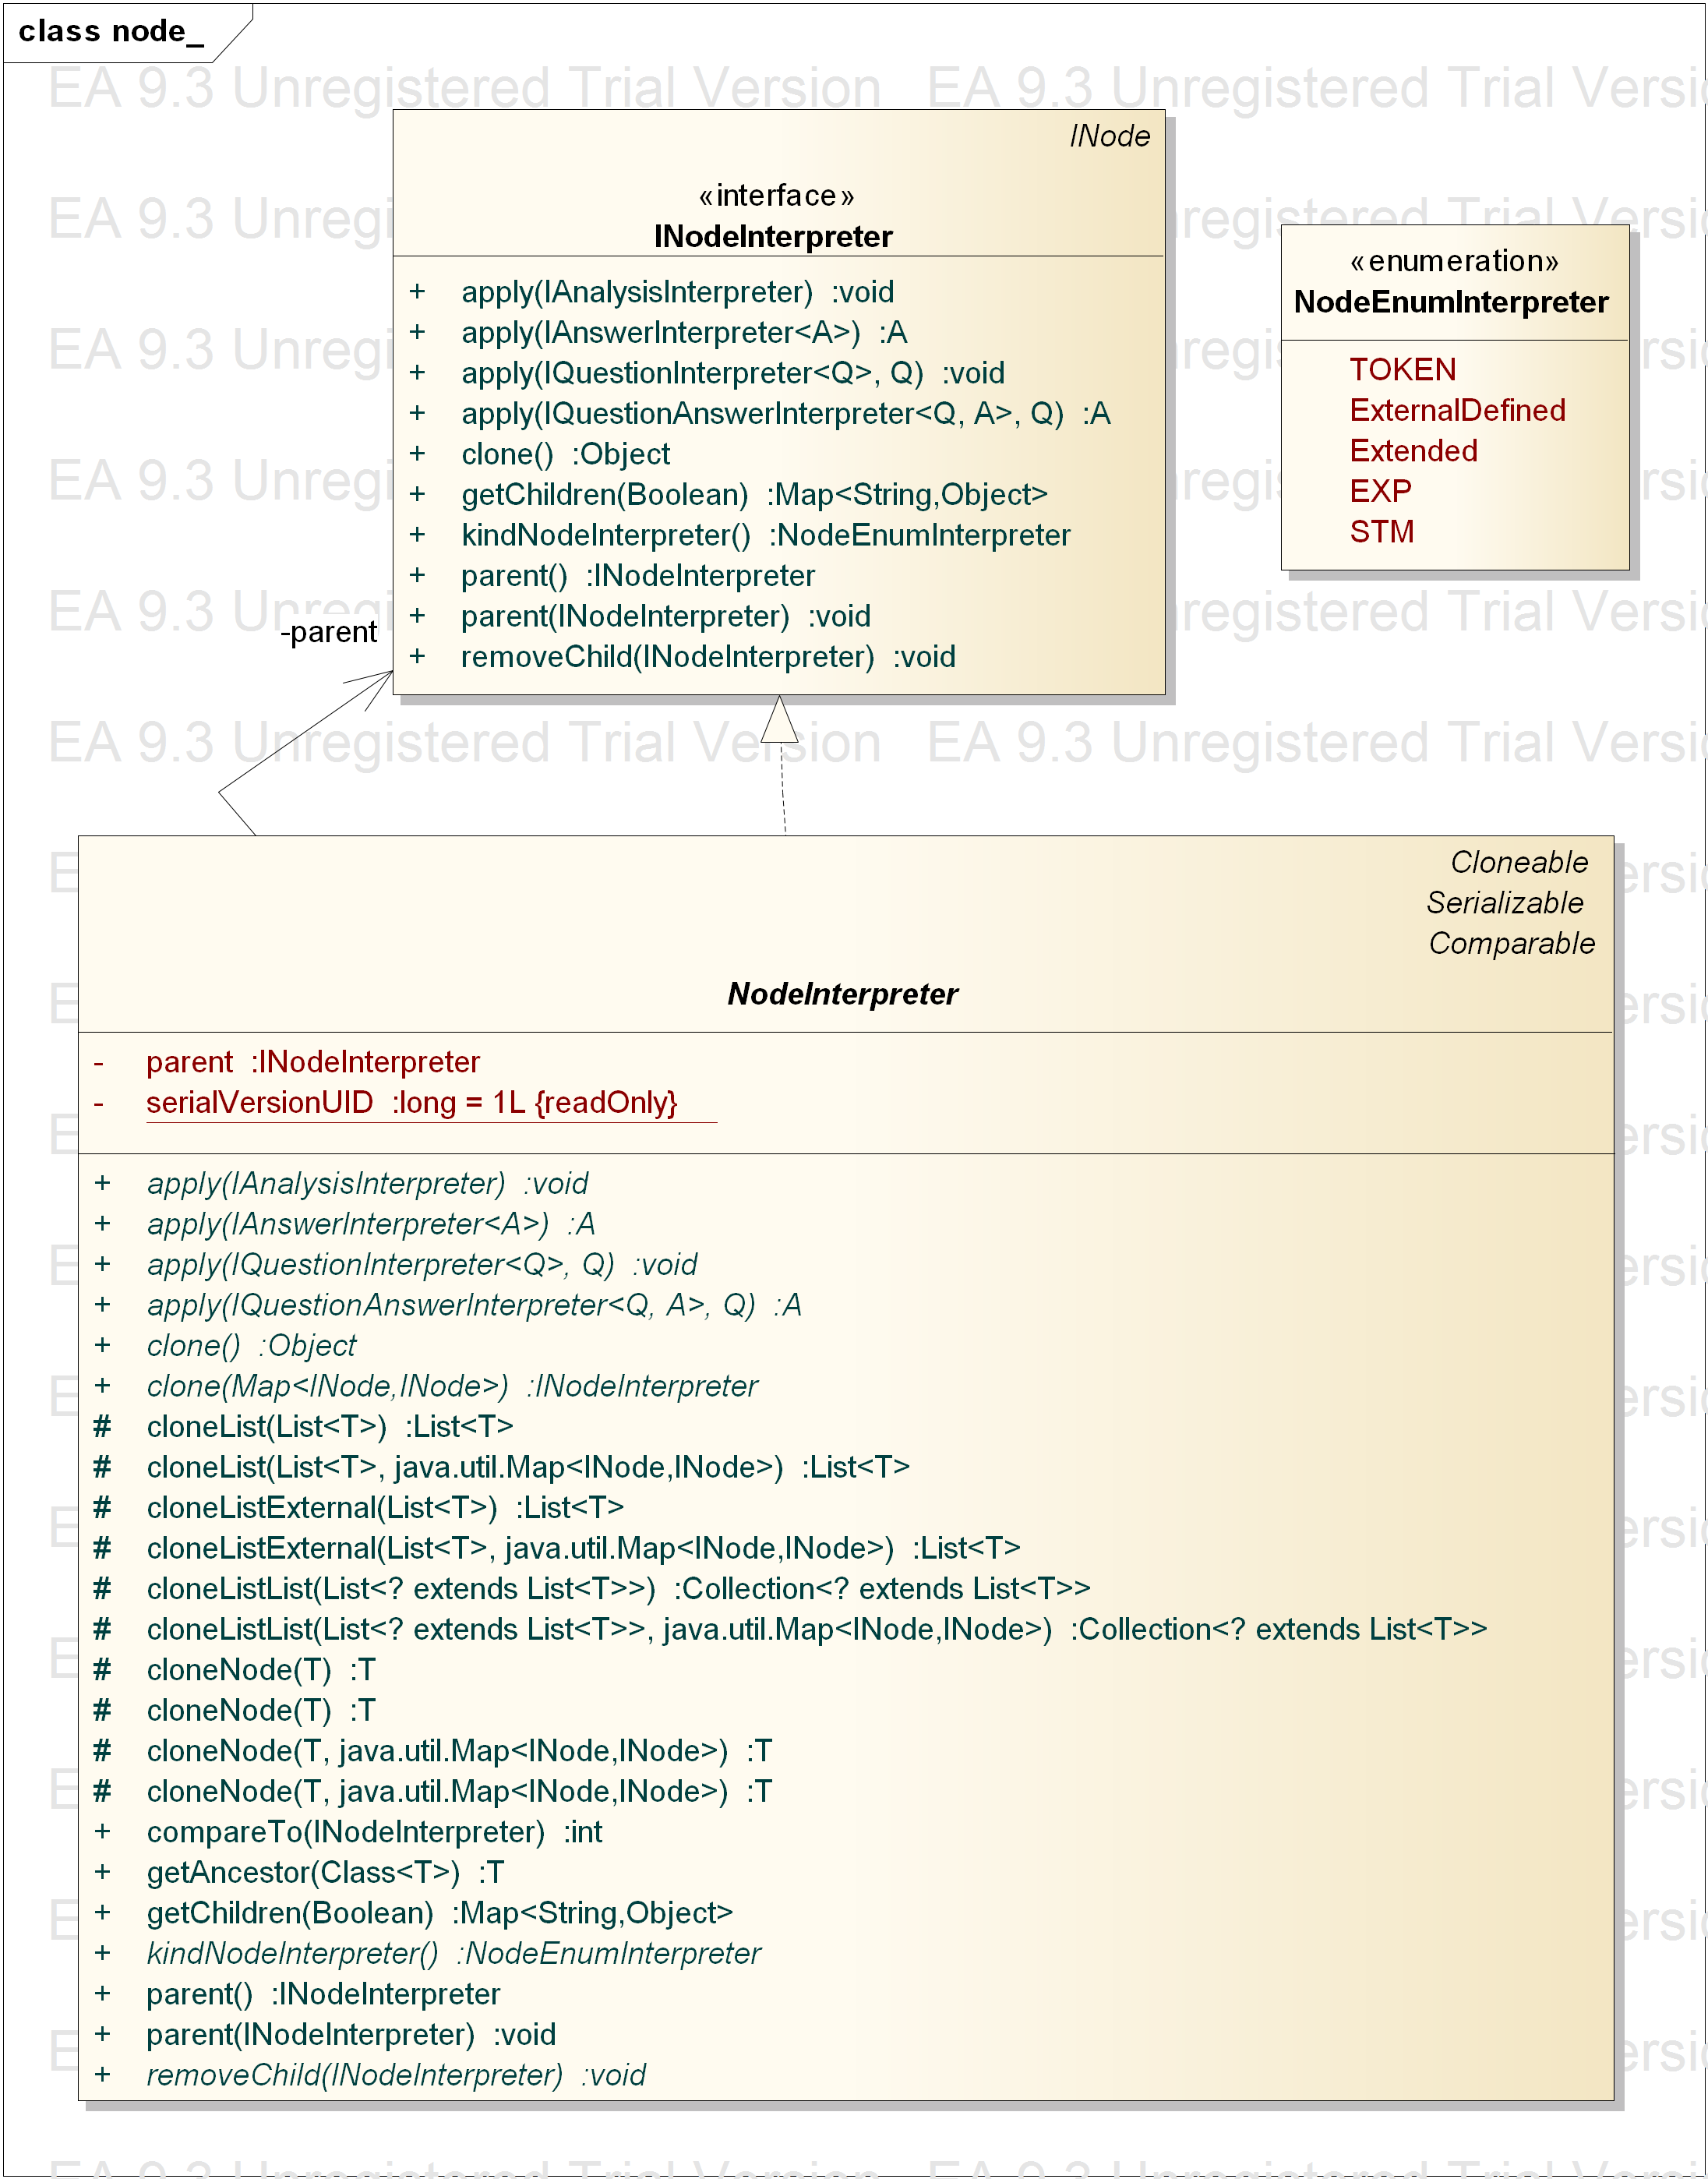 class node_
EA 9.3 Unregistered Trial Version EA 9.3 Unregistered Trial Versi
INode
«interface»
INodeInterpreter
+ apply(IAnalysisInterpreter) :void
+ apply(IAnswerInterpreter<A>) :A
+ apply(IQuestionInterpreter<Q>, Q) :void
+ apply(IQuestionAnswerInterpreter<Q, A>, Q) :A
+ clone() :Object
+ getChildren(Boolean) :Map<String,Object>
+ kindNodeInterpreter() :NodeEnumInterpreter
+ parent() :INodeInterpreter
+ parent(INodeInterpreter) :void
+ removeChild(INodeInterpreter) :void
«enumeration»
NodeEnumInterpreter
TOKEN
ExternalDefined
Extended
EXP
STM
-parent
EA 9.3 Unregistered Trial Version EA 9.3 Unregistered Trial Versi
Cloneable
Serializable
Comparable
NodeInterpreter
- parent :INodeInterpreter
- serialVersionUID :long = 1L {readOnly}
+ apply(IAnalysisInterpreter) :void
+ apply(IAnswerInterpreter<A>) :A
+ apply(IQuestionInterpreter<Q>, Q) :void
+ apply(IQuestionAnswerInterpreter<Q, A>, Q) :A
+ clone() :Object
+ clone(Map<INode,INode>) :INodeInterpreter
# cloneList(List<T>) :List<T>
# cloneList(List<T>, java.util.Map<INode,INode>) :List<T>
# cloneListExternal(List<T>) :List<T>
# cloneListExternal(List<T>, java.util.Map<INode,INode>) :List<T>
# cloneListList(List<? extends List<T>>) :Collection<? extends List<T>>
# cloneListList(List<? extends List<T>>, java.util.Map<INode,INode>) :Collection<? extends List<T>>
# cloneNode(T) :T
# cloneNode(T) :T
# cloneNode(T, java.util.Map<INode,INode>) :T
# cloneNode(T, java.util.Map<INode,INode>) :T
+ compareTo(INodeInterpreter) :int
+ getAncestor(Class<T>) :T
+ getChildren(Boolean) :Map<String,Object>
+ kindNodeInterpreter() :NodeEnumInterpreter
+ parent() :INodeInterpreter
+ parent(INodeInterpreter) :void
+ removeChild(INodeInterpreter) :void